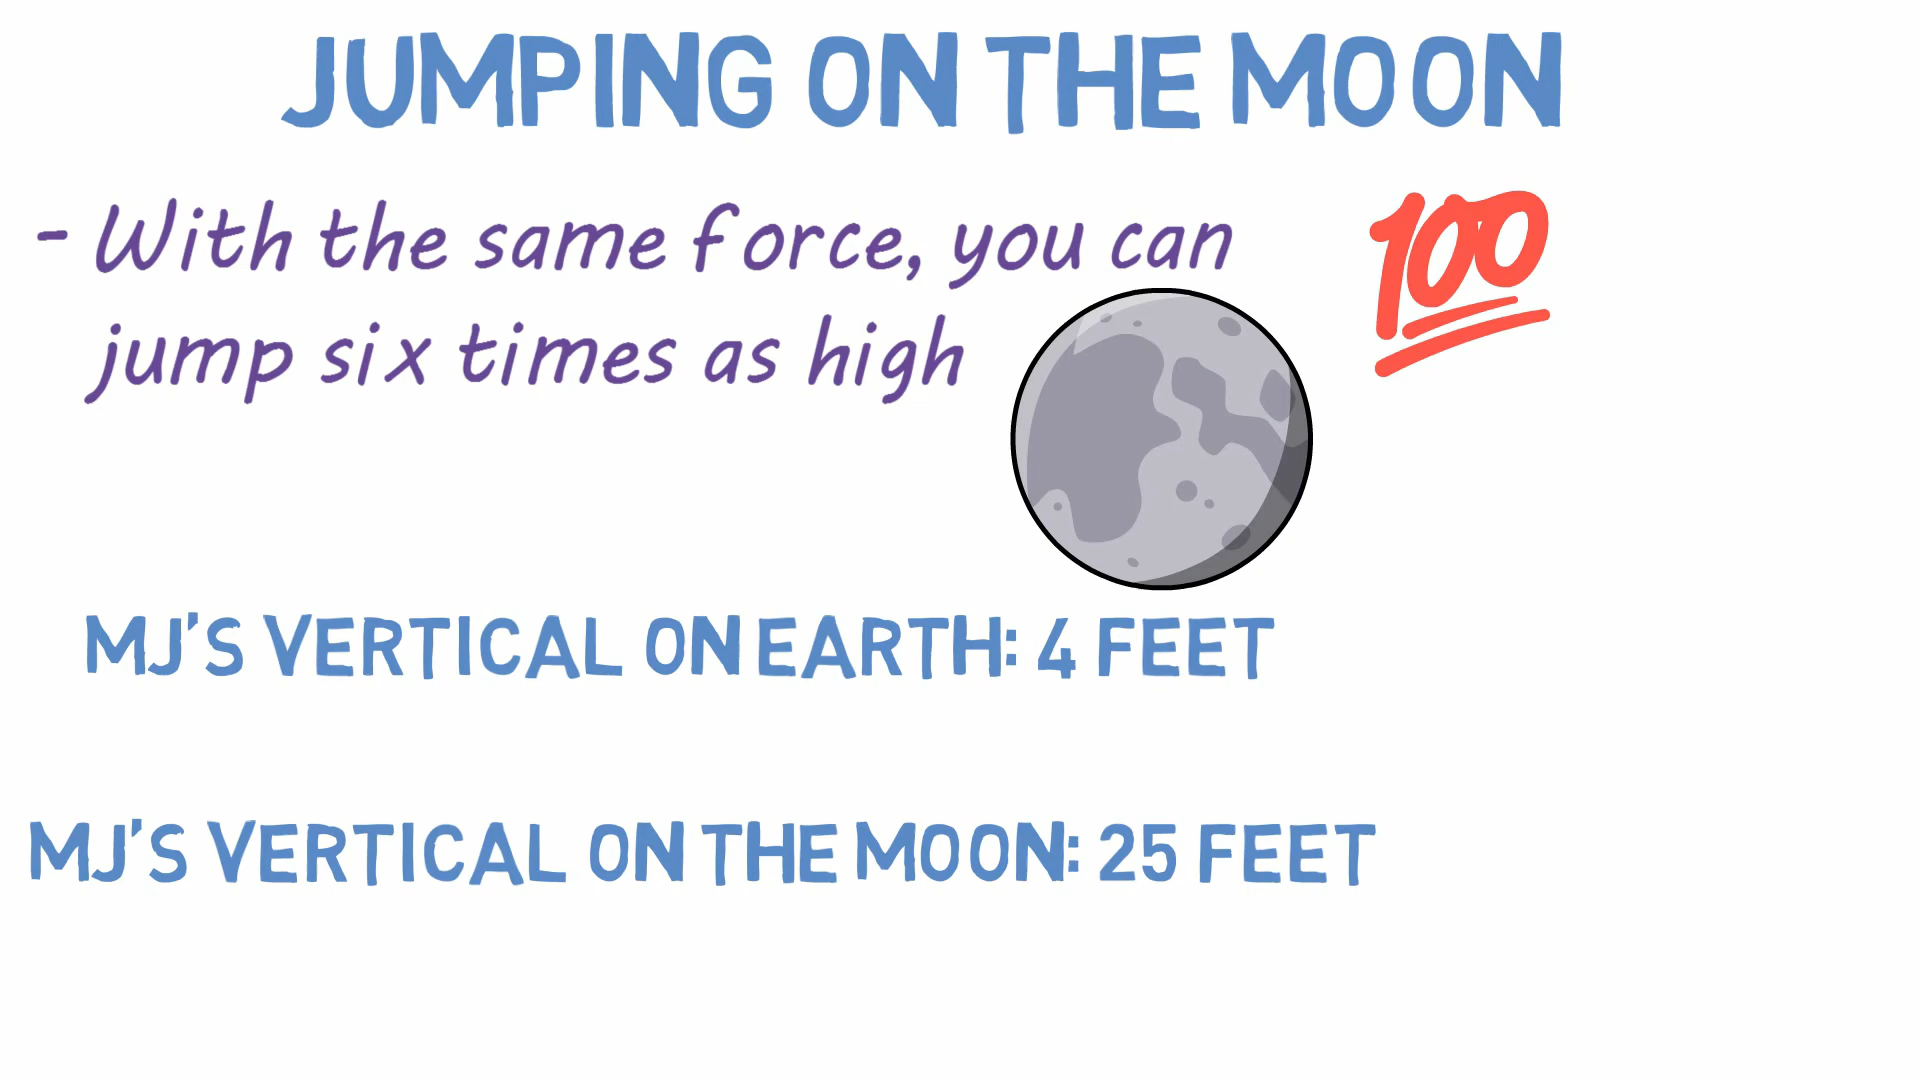 JUMPING ON THE MOON
- With the same force, you can
jump six times as high
100
MJ'S VERTICAL ON EARTH: 4 FEET
MJ'S VERTICAL ON THE MOON: 25 FEET